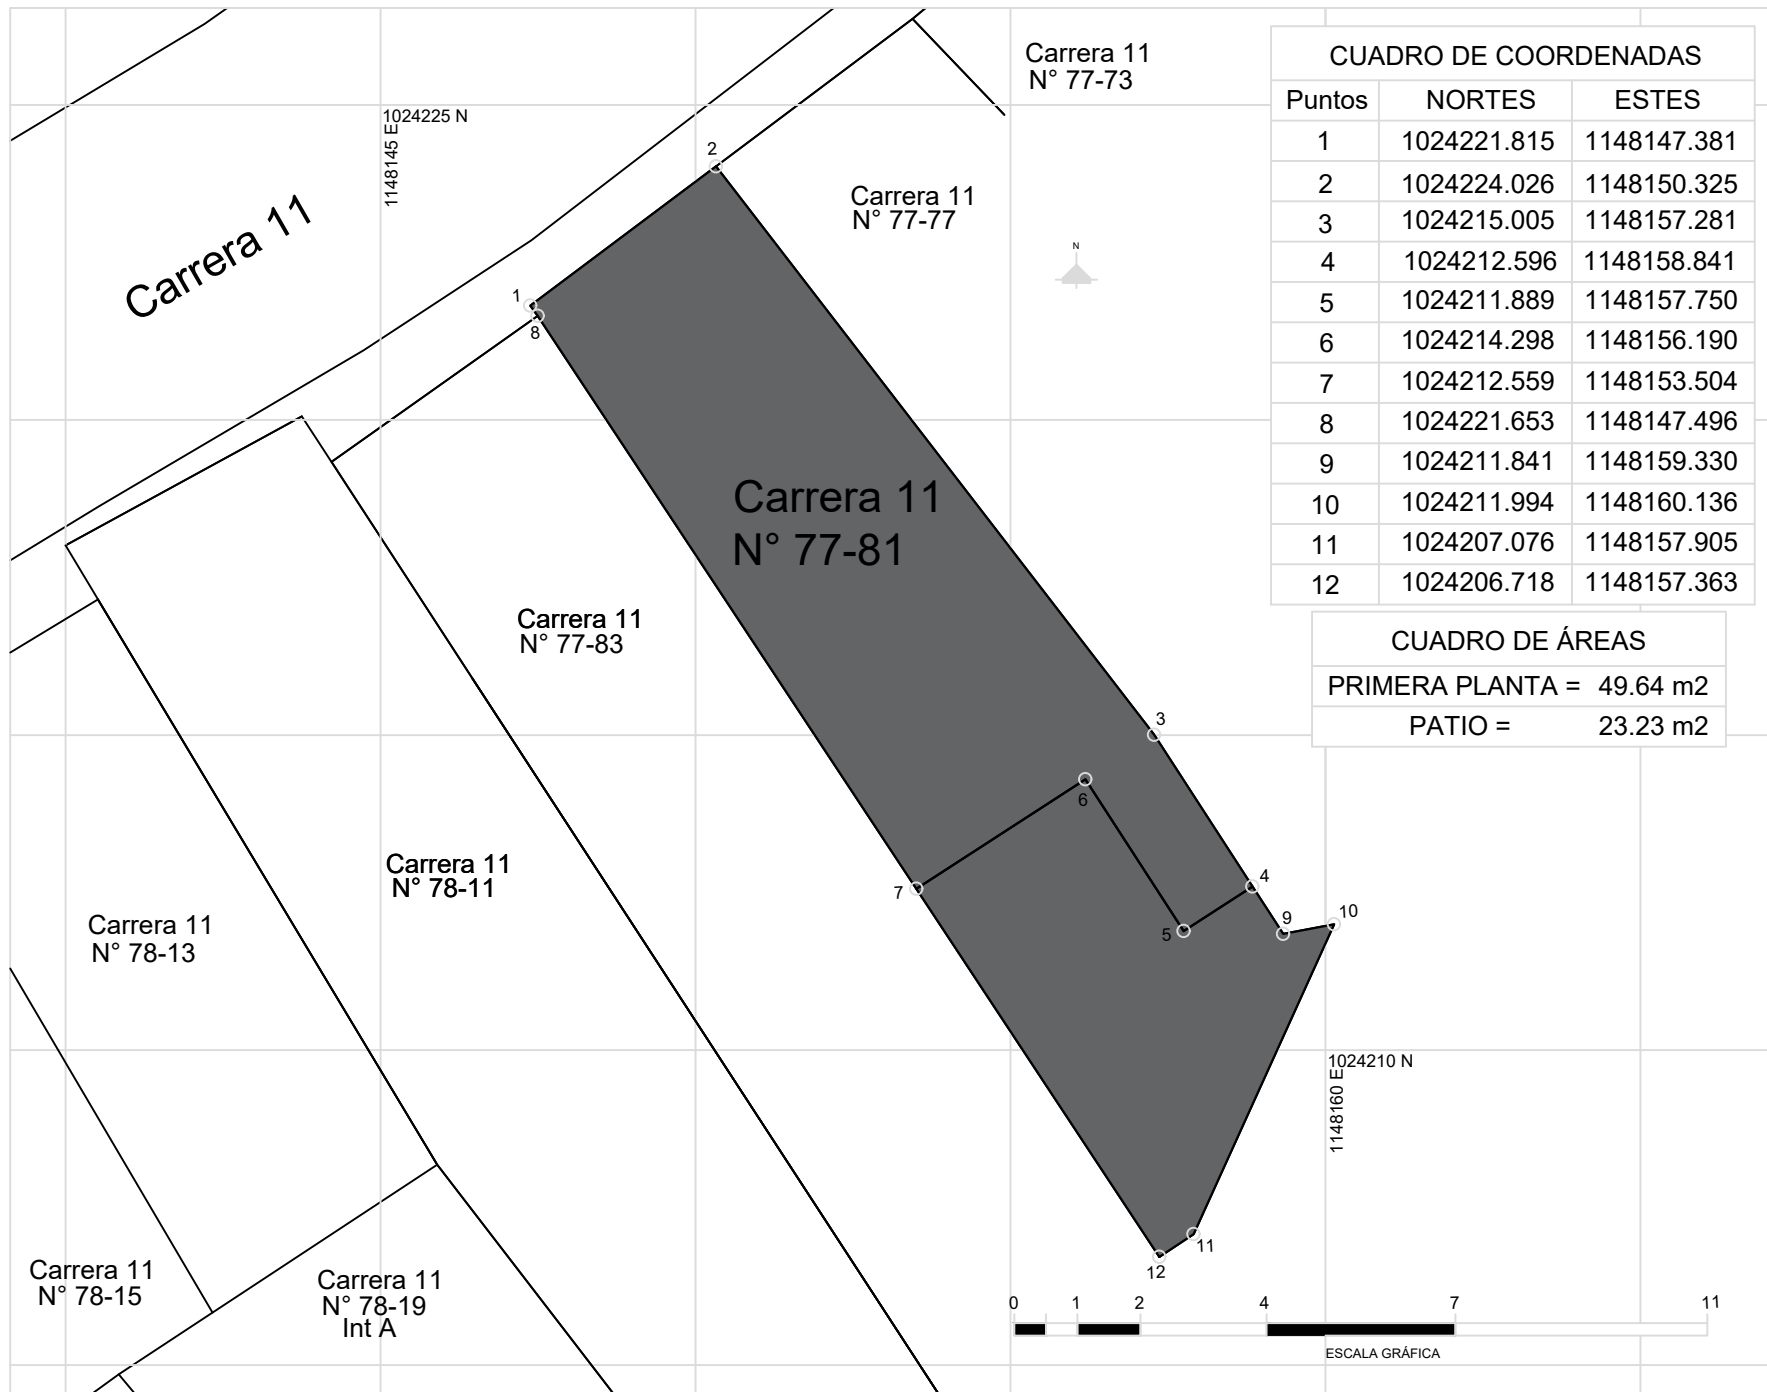 Carrera 11
N° 77-73
1024225 N
1148145 E
2
Carrera 11
N° 77-77
N
Carrera 11
1
8
Carrera 11
N° 77-81
Carrera 11
N° 77-83
3
6
Carrera 11
N° 78-11
7
4
5
9
10
Carrera 11
N° 78-13
1024210 N
1148160 E
11
12
Carrera 11
N° 78-15
Carrera 11
N° 78-19
Int A
0 1 2 4 7 11
ESCALA GRÁFICA
CUADRO DE COORDENADAS
Puntos NORTES ESTES
1 1024221.815 1148147.381
2 1024224.026 1148150.325
3 1024215.005 1148157.281
4 1024212.596 1148158.841
5 1024211.889 1148157.750
6 1024214.298 1148156.190
7 1024212.559 1148153.504
8 1024221.653 1148147.496
9 1024211.841 1148159.330
10 1024211.994 1148160.136
11 1024207.076 1148157.905
12 1024206.718 1148157.363
CUADRO DE ÁREAS
PRIMERA PLANTA = 49.64 m2
PATIO = 23.23 m2